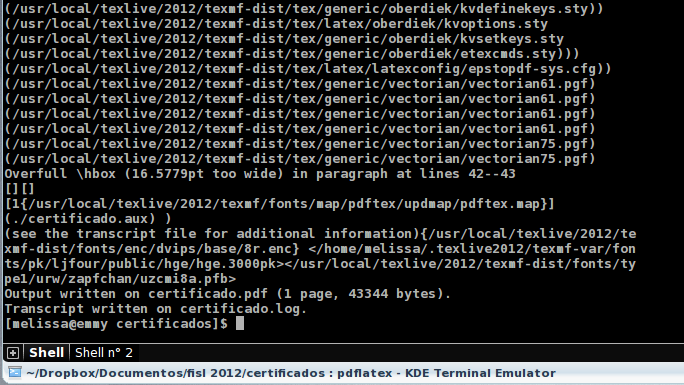 (/usr/local/texlive/2012/texmf-dist/tex/generic/oberdiek/kvdefinekeys.sty))
(/usr/local/texlive/2012/texmf-dist/tex/latex/oberdiek/kvoptions.sty
(/usr/local/texlive/2012/texmf-dist/tex/generic/oberdiek/kvsetkeys.sty
(/usr/local/texlive/2012/texmf-dist/tex/generic/oberdiek/etexcmds.sty)))
(/usr/local/texlive/2012/texmf-dist/tex/latex/latexconfig/epstopdf-sys.cfg))
(/usr/local/texlive/2012/texmf-dist/tex/generic/vectorian/vectorian61.pgf)
(/usr/local/texlive/2012/texmf-dist/tex/generic/vectorian/vectorian61.pgf)
(/usr/local/texlive/2012/texmf-dist/tex/generic/vectorian/vectorian61.pgf)
(/usr/local/texlive/2012/texmf-dist/tex/generic/vectorian/vectorian61.pgf)
(/usr/local/texlive/2012/texmf-dist/tex/generic/vectorian/vectorian75.pgf)
(/usr/local/texlive/2012/texmf-dist/tex/generic/vectorian/vectorian75.pgf)
Overfull \hbox (16.5779pt too wide) in paragraph at lines 42--43
[][]
[1{/usr/local/texlive/2012/texmf/fonts/map/pdftex/updmap/pdftex.map}]
(./certificado.aux) )
(see the transcript file for additional information){/usr/local/texlive/2012/te
xmf-dist/fonts/enc/dvips/base/8r.enc} </home/melissa/.texlive2012/texmf-var/fon
ts/pk/ljfour/public/hge/hge.3000pk></usr/local/texlive/2012/texmf-dist/fonts/ty
pe1/urw/zapfchan/uzcmi8a.pfb>
Output written on certificado.pdf (1 page, 43344 bytes).
Transcript written on certificado.log.
[melissa@emmy certificados]$
Shell Shell n° 2
~/Dropbox/Documentos/fisl 2012/certificados : pdflatex - KDE Terminal Emulator